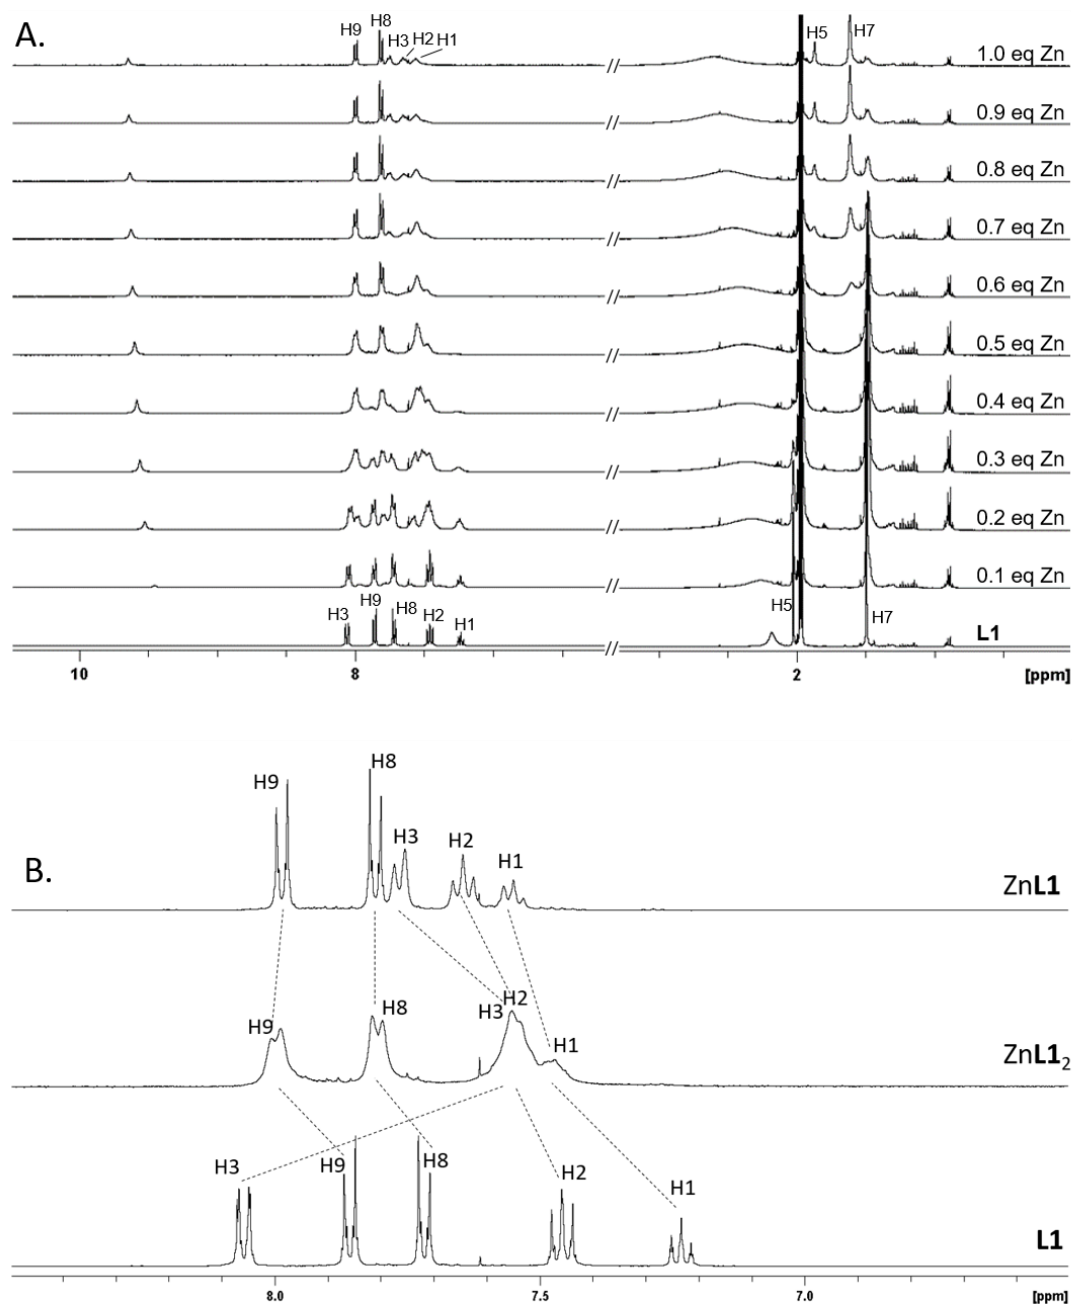 A.
H9 H8 H3 H2 H1 H5 H7
1.0 eq Zn
0.9 eq Zn
0.8 eq Zn
0.7 eq Zn
0.6 eq Zn
0.5 eq Zn
0.4 eq Zn
0.3 eq Zn
0.2 eq Zn
0.1 eq Zn
H3 H9 H8 H2 H1 H5 H7 L1
// // // // // // // // // // // //
10 8 2 [ppm]
B.
H9 H8 H3 H2 H1
ZnL1
H9 H8 H3 H2 H1
ZnL1₂
H3 H9 H8 H2 H1
L1
8.0 7.5 7.0 [ppm]